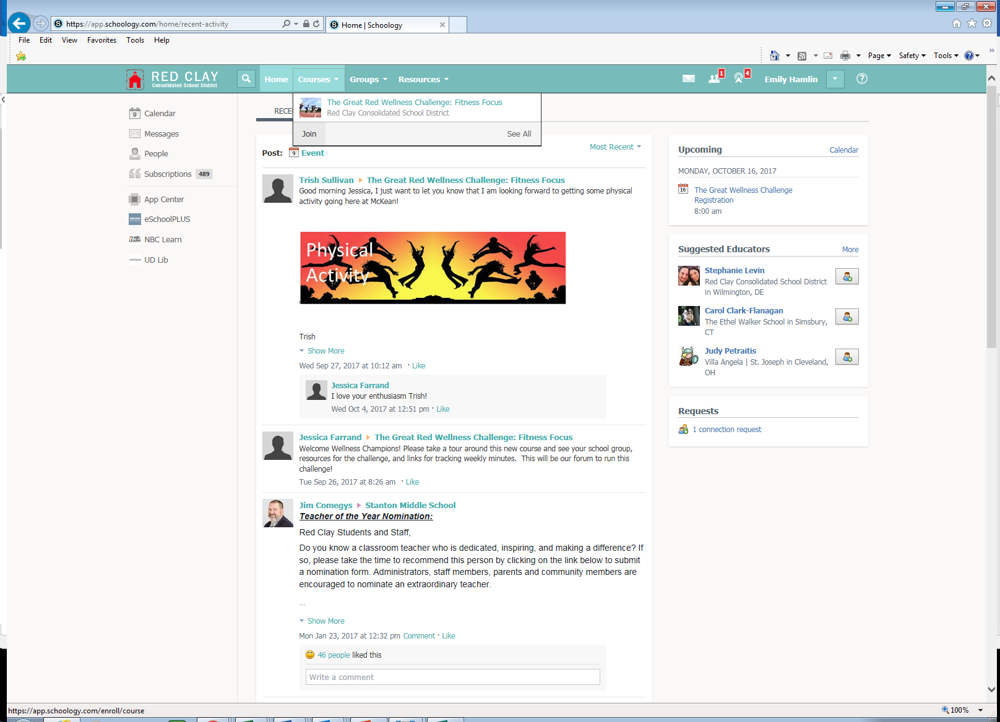 https://app.schoology.com/home/recent-activity
Home | Schoology
File Edit View Favorites Tools Help
Page Safety Tools
RED CLAY
Consolidated School District
Home Courses Groups Resources
1
4
Emily Hamlin
The Great Red Wellness Challenge: Fitness Focus
Red Clay Consolidated School District
Join See All
RECE
9 Calendar
Messages
People
Subscriptions 489
App Center
eSchoolPLUS
NBC LEARN NBC Learn
UD Lib
Post: 9 Event
Most Recent
Trish Sullivan The Great Red Wellness Challenge: Fitness Focus
Good morning Jessica, I just want to let you know that I am looking forward to getting some physical
activity going here at McKean!
Physical
Activity
Trish
Show More
Wed Sep 27, 2017 at 10:12 am · Like
Jessica Farrand
I love your enthusiasm Trish!
Wed Oct 4, 2017 at 12:51 pm · Like
Jessica Farrand The Great Red Wellness Challenge: Fitness Focus
Welcome Wellness Champions! Please take a tour around this new course and see your school group,
resources for the challenge, and links for tracking weekly minutes. This will be our forum to run this
challenge!
Tue Sep 26, 2017 at 8:26 am · Like
Jim Comegys Stanton Middle School
Teacher of the Year Nomination:
Red Clay Students and Staff,
Do you know a classroom teacher who is dedicated, inspiring, and making a difference? If
so, please take the time to recommend this person by clicking on the link below to submit
a nomination form. Administrators, staff members, parents and community members are
encouraged to nominate an extraordinary teacher.
...
Show More
Mon Jan 23, 2017 at 12:32 pm Comment · Like
46 people liked this
Write a comment
Upcoming Calendar
MONDAY, OCTOBER 16, 2017
16 The Great Wellness Challenge
Registration
8:00 am
Suggested Educators More
Stephanie Levin
Red Clay Consolidated School District
in Wilmington, DE
Carol Clark-Flanagan
The Ethel Walker School in Simsbury,
CT
Judy Petraitis
Villa Angela | St. Joseph in Cleveland,
OH
Requests
1 connection request
https://app.schoology.com/enroll/course
100%